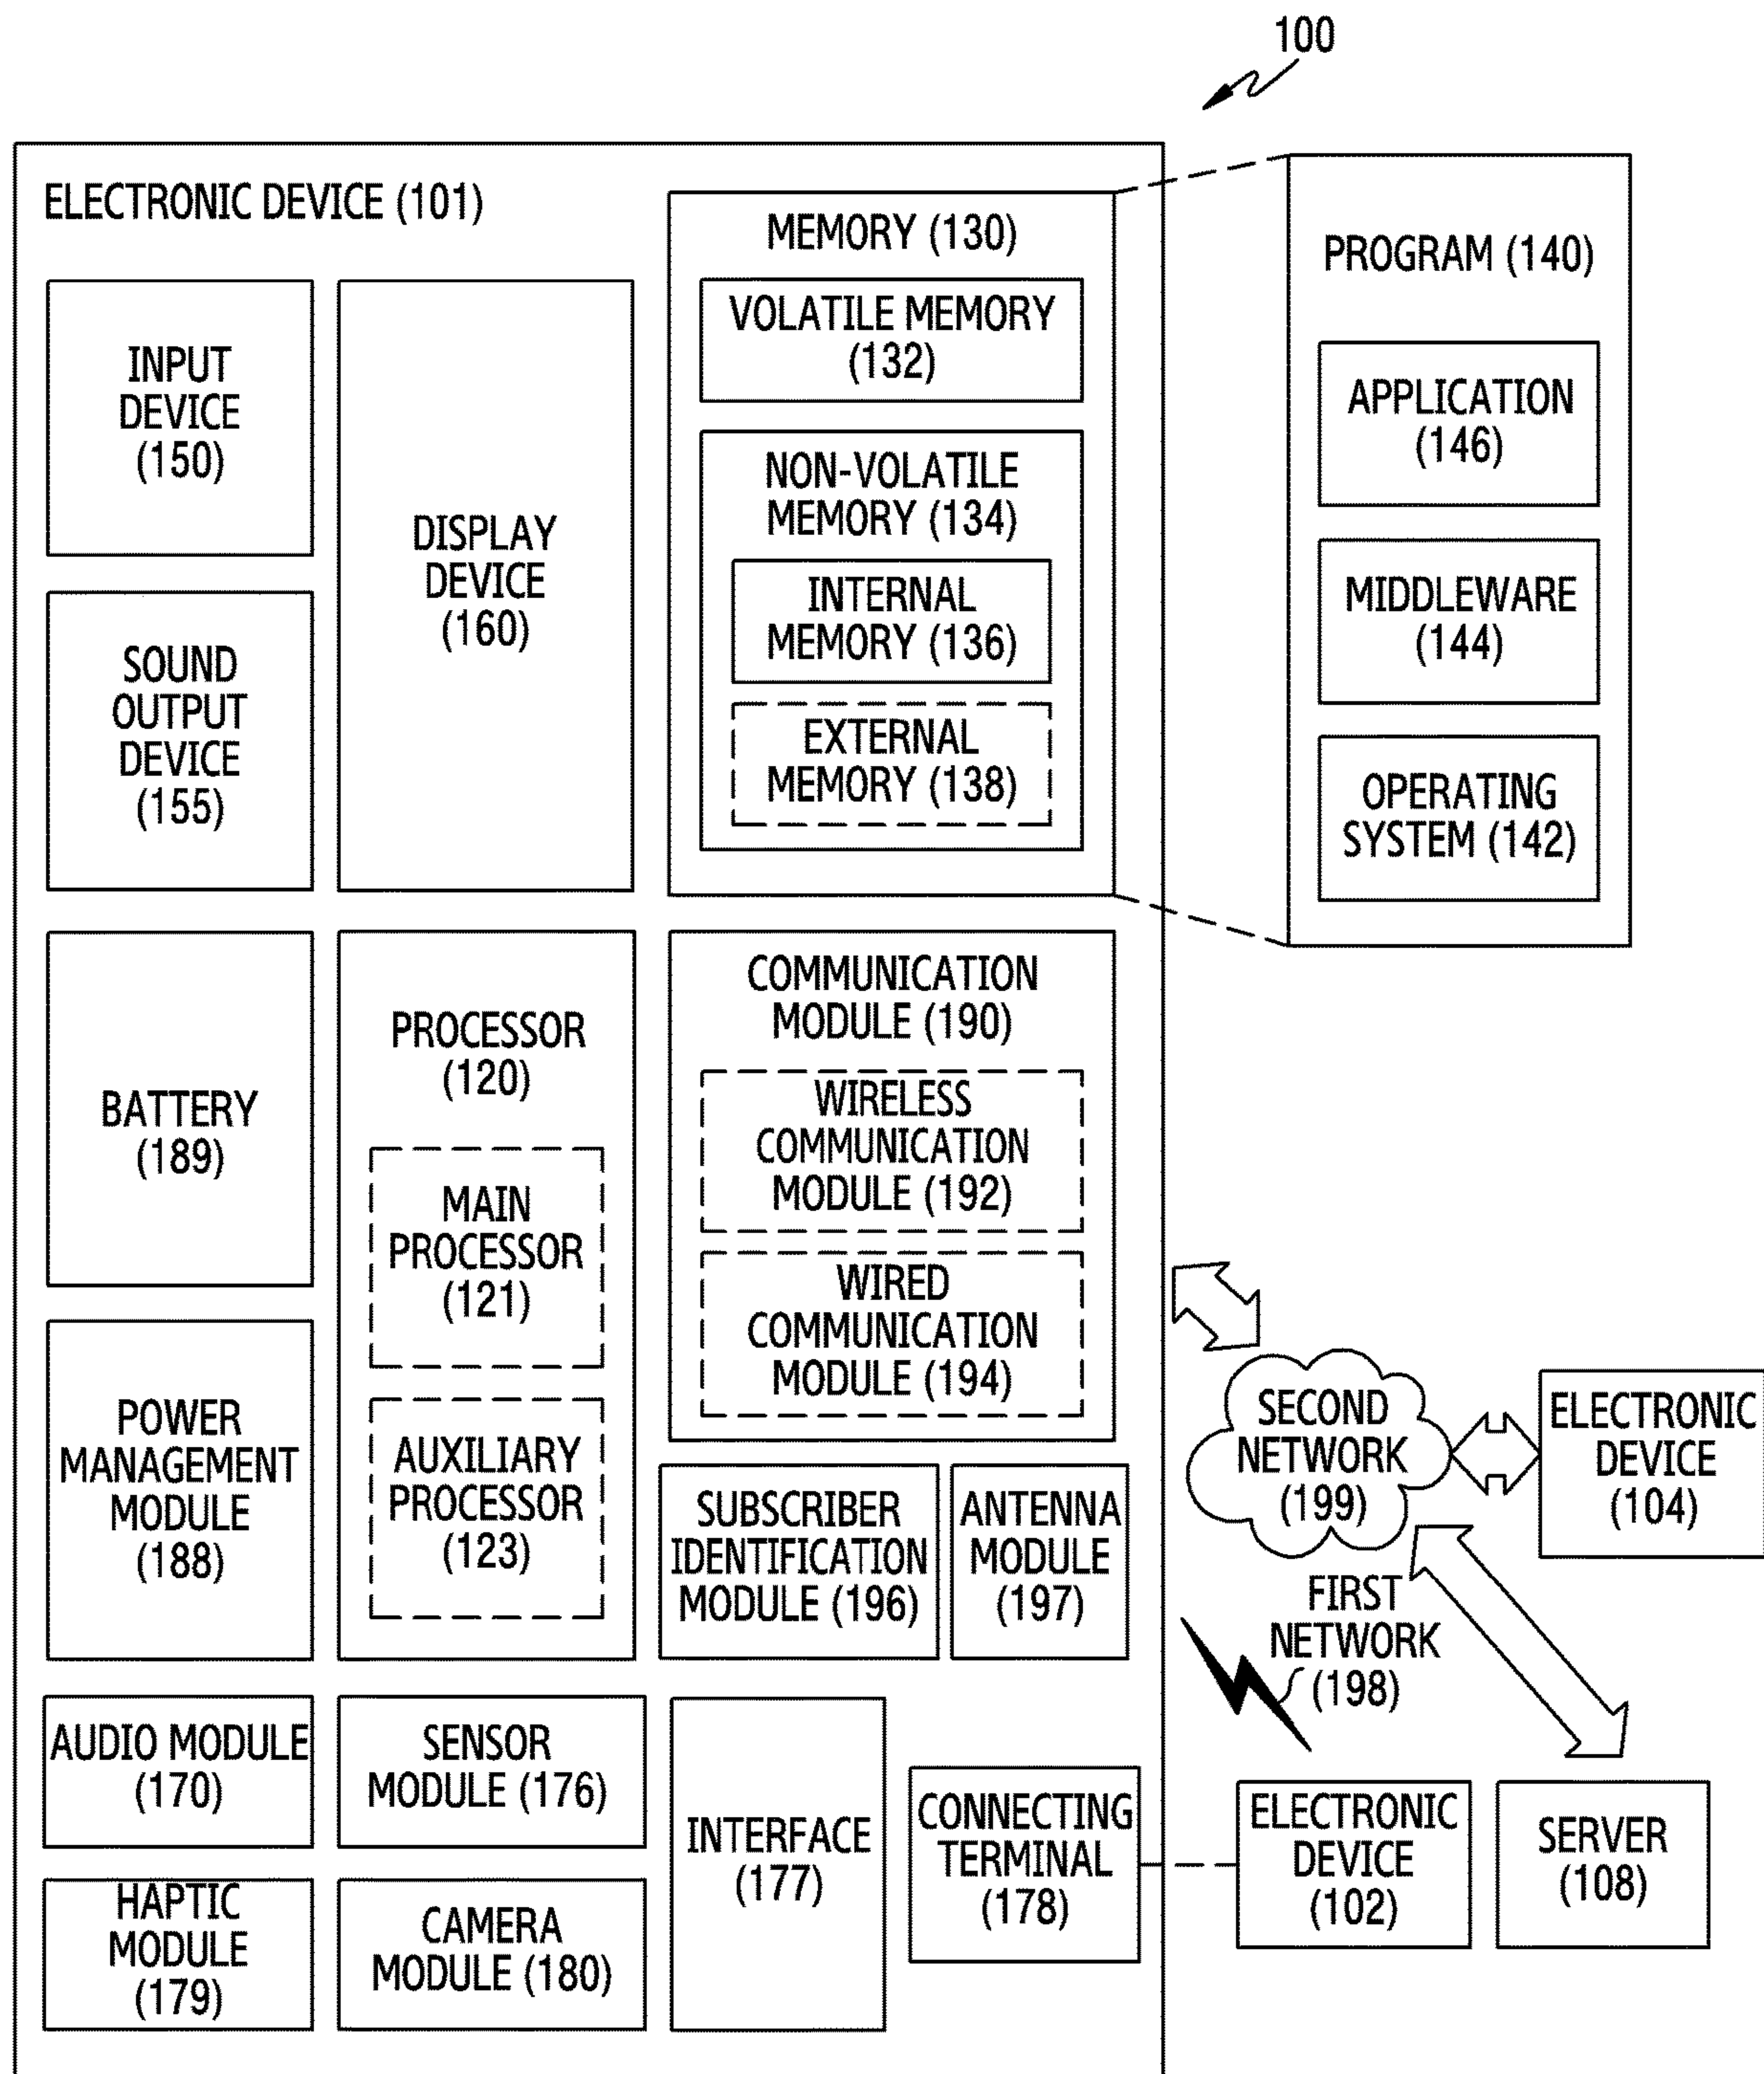 100
ELECTRONIC DEVICE (101)
INPUT
DEVICE
(150)
SOUND
OUTPUT
DEVICE
(155)
DISPLAY
DEVICE
(160)
MEMORY (130)
VOLATILE MEMORY
(132)
NON-VOLATILE
MEMORY (134)
INTERNAL
MEMORY (136)
EXTERNAL
MEMORY (138)
PROGRAM (140)
APPLICATION
(146)
MIDDLEWARE
(144)
OPERATING
SYSTEM (142)
BATTERY
(189)
POWER
MANAGEMENT
MODULE
(188)
PROCESSOR
(120)
MAIN
PROCESSOR
(121)
AUXILIARY
PROCESSOR
(123)
COMMUNICATION
MODULE (190)
WIRELESS
COMMUNICATION
MODULE (192)
WIRED
COMMUNICATION
MODULE (194)
SUBSCRIBER
IDENTIFICATION
MODULE (196)
ANTENNA
MODULE
(197)
SECOND
NETWORK
(199)
ELECTRONIC
DEVICE
(104)
FIRST
NETWORK
(198)
AUDIO MODULE
(170)
SENSOR
MODULE (176)
HAPTIC
MODULE
(179)
CAMERA
MODULE (180)
INTERFACE
(177)
CONNECTING
TERMINAL
(178)
ELECTRONIC
DEVICE
(102)
SERVER
(108)